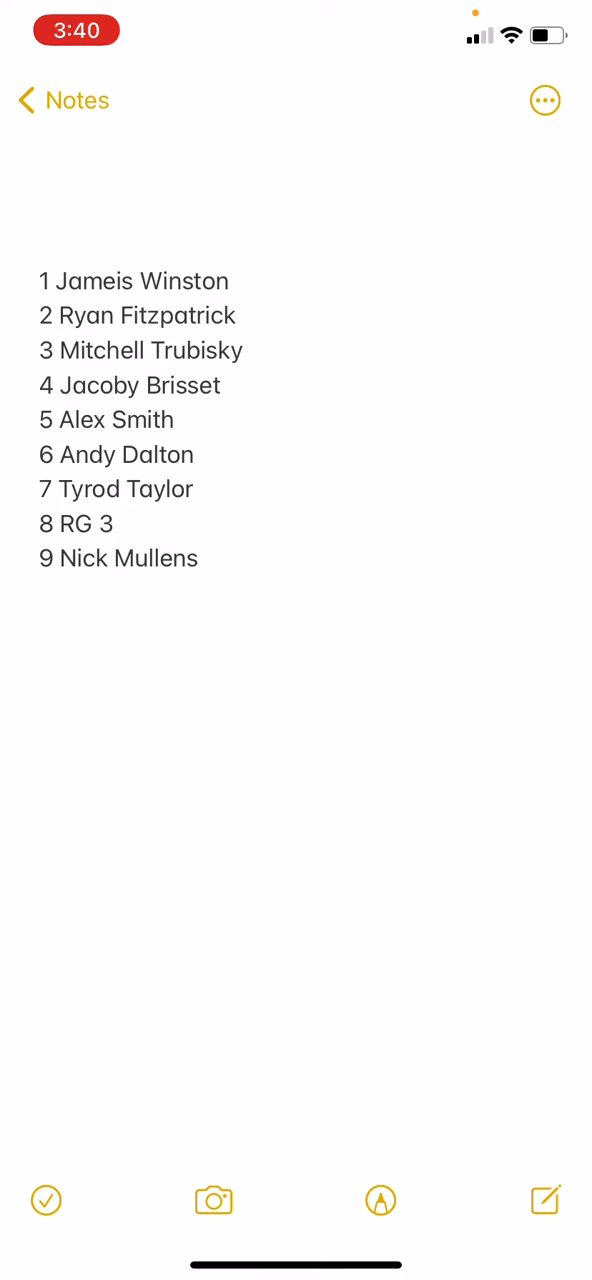 3:40
Notes
1 Jameis Winston
2 Ryan Fitzpatrick
3 Mitchell Trubisky
4 Jacoby Brisset
5 Alex Smith
6 Andy Dalton
7 Tyrod Taylor
8 RG 3
9 Nick Mullens